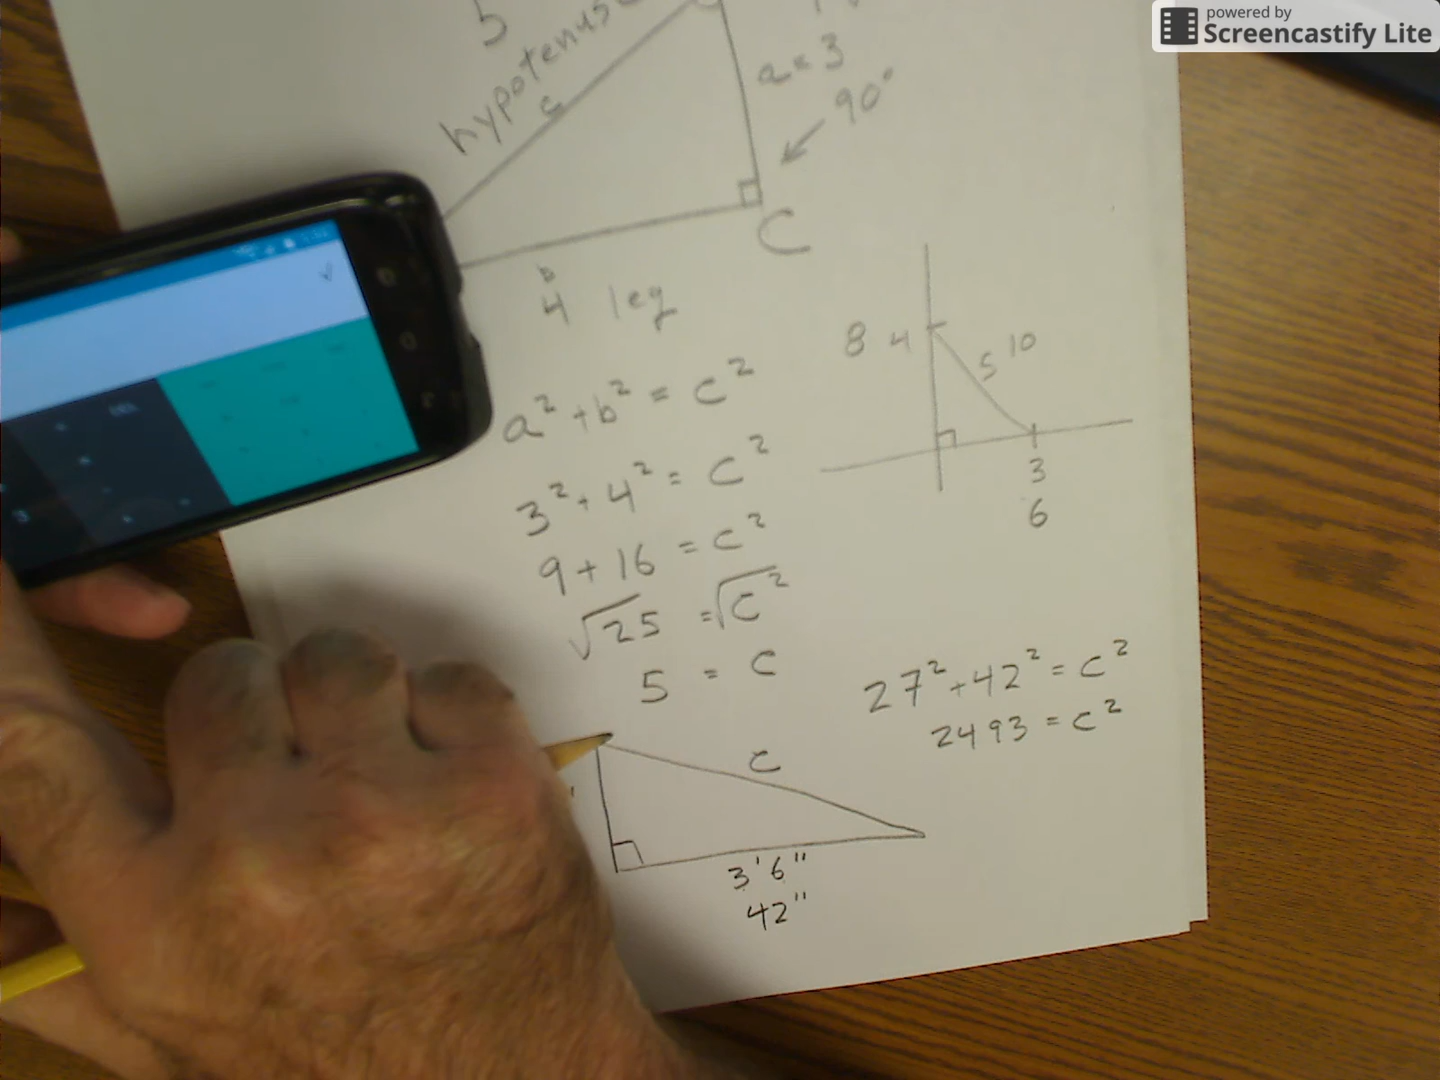 powered by
Screencastify Lite
5
hypotenuse
c
a = 3
90°
C
b
4 leg
8 4
5 10
3
6
a² + b² = c²
3² + 4² = c²
9 + 16 = c²
√25 = √c²
5 = c
27² + 42² = c²
2493 = c²
c
3'6"
42"